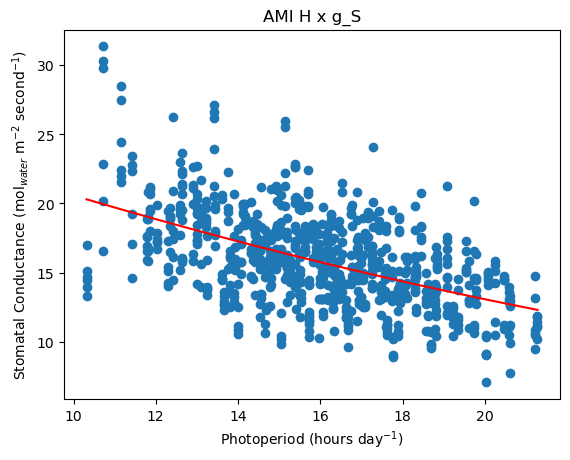 AMI H x g_S
Stomatal Conductance (mol_water m⁻² second⁻¹)
30
25
20
15
10
10 12 14 16 18 20
Photoperiod (hours day⁻¹)